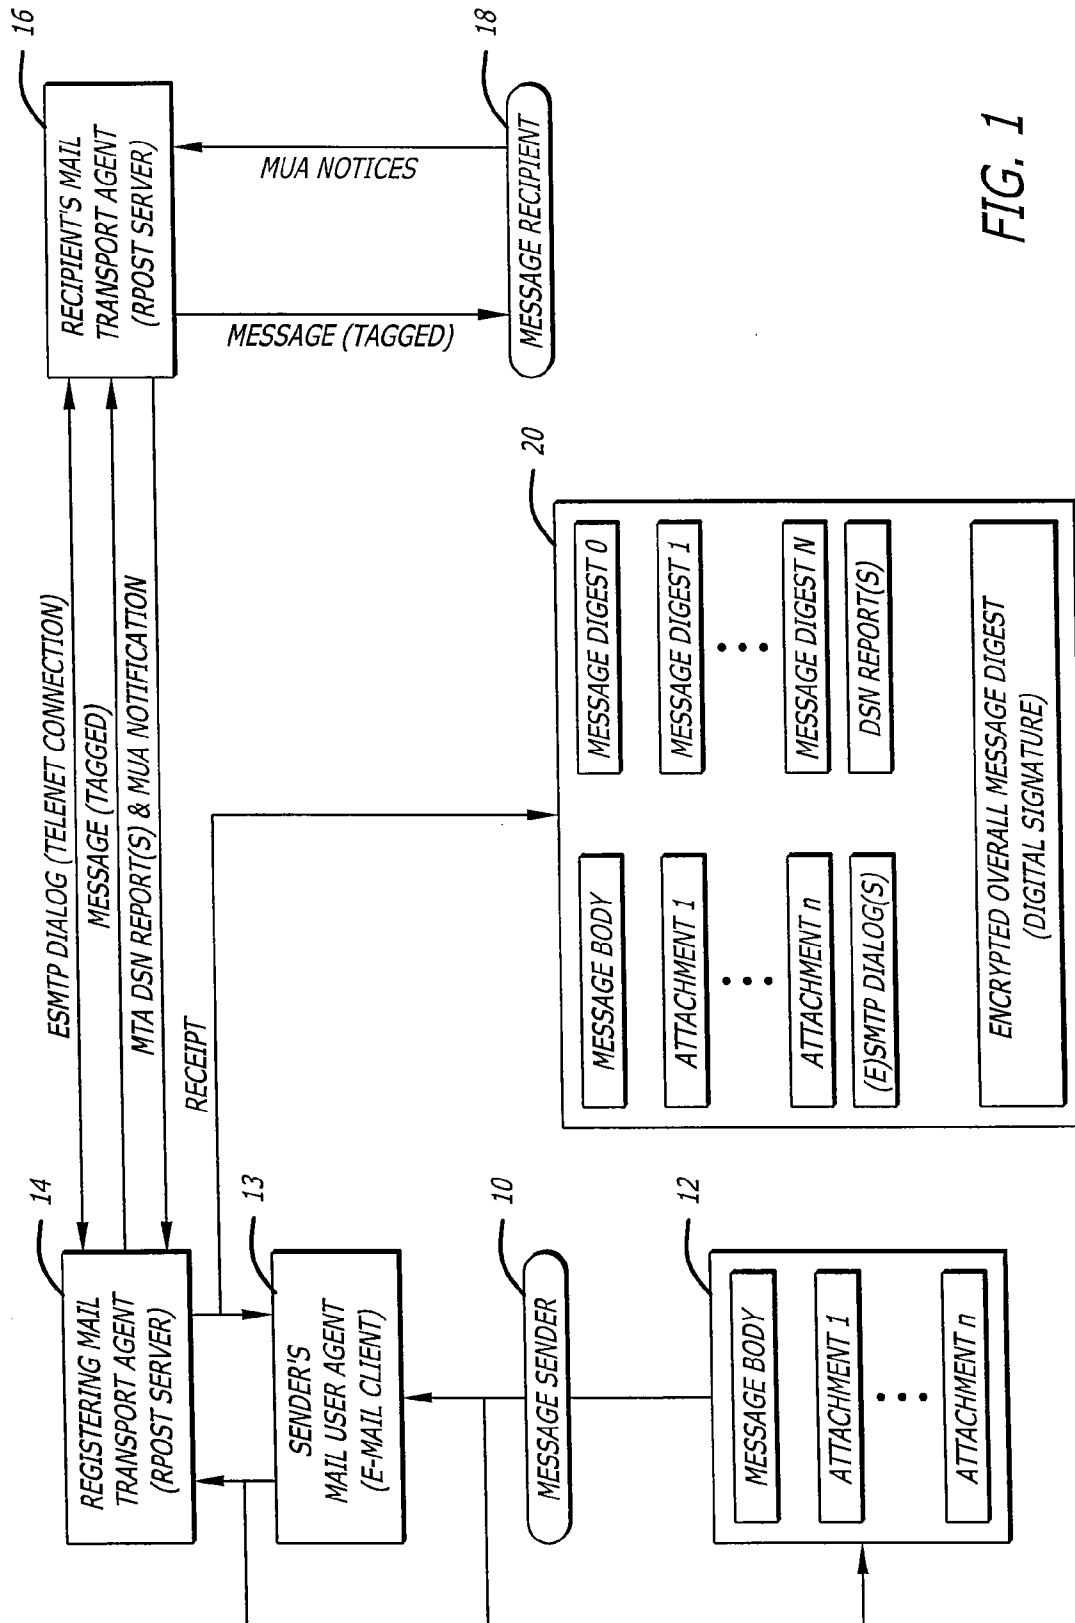 14
REGISTERING MAIL
TRANSPORT AGENT
(RPOST SERVER)
ESMTP DIALOG (TELENET CONNECTION)
MESSAGE (TAGGED)
MTA DSN REPORT(S) & MUA NOTIFICATION
16
RECIPIENT'S MAIL
TRANSPORT AGENT
(RPOST SERVER)
RECEIPT
13
SENDER'S
MAIL USER AGENT
(E-MAIL CLIENT)
MESSAGE (TAGGED)
MUA NOTICES
10
MESSAGE SENDER
18
MESSAGE RECIPIENT
12
MESSAGE BODY
ATTACHMENT 1
ATTACHMENT n
20
MESSAGE BODY
MESSAGE DIGEST 0
ATTACHMENT 1
MESSAGE DIGEST 1
ATTACHMENT n
MESSAGE DIGEST N
(E)SMTP DIALOG(S)
DSN REPORT(S)
ENCRYPTED OVERALL MESSAGE DIGEST
(DIGITAL SIGNATURE)
FIG. 1